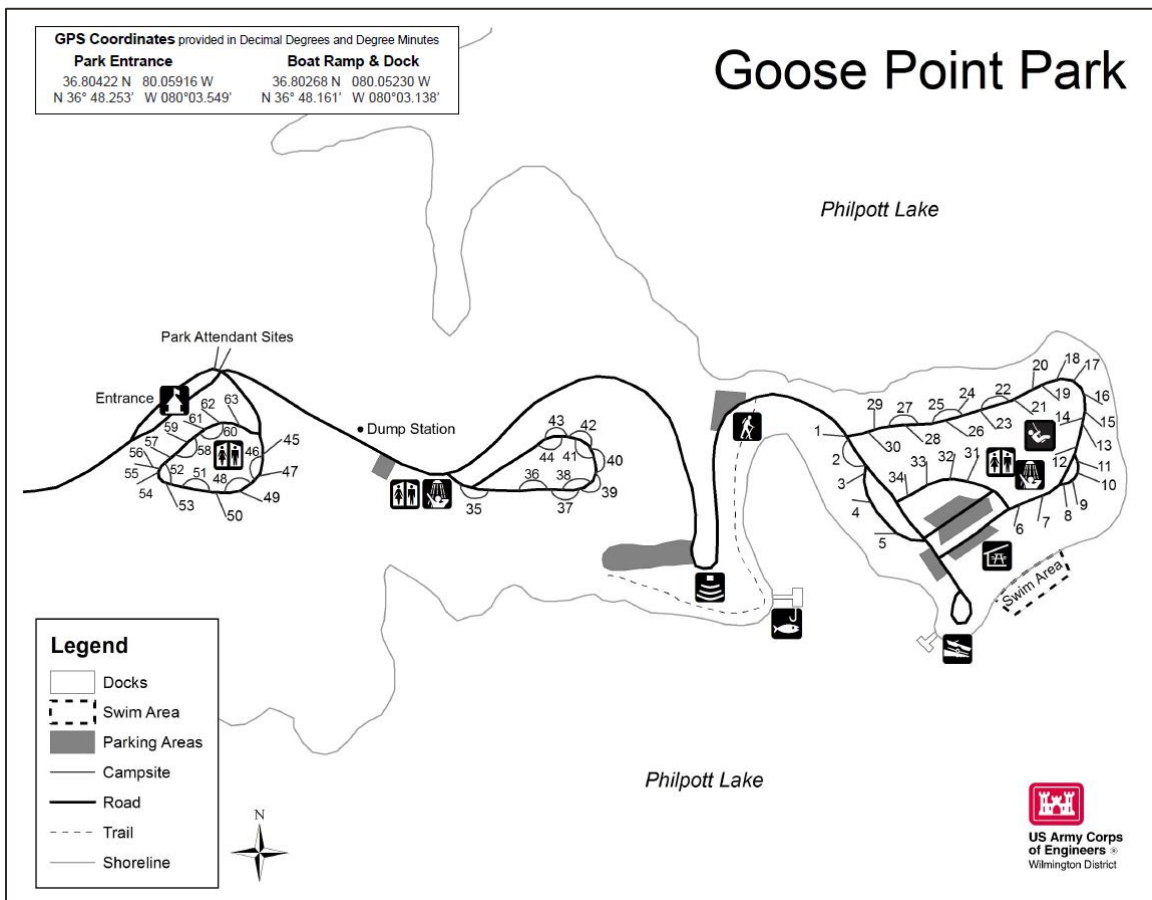 GPS Coordinates provided in Decimal Degrees and Degree Minutes
Park Entrance
36.80422 N 80.05916 W
N 36° 48.253' W 080°03.549'
Boat Ramp & Dock
36.80268 N 080.05230 W
N 36° 48.161' W 080°03.138'
Goose Point Park
Philpott Lake
Park Attendant Sites
Entrance
Dump Station
62
63
61
59
60
57
56
58
55
54
52
51
53
48
50
46
45
47
49
43
42
44
41
40
36
38
39
35
37
20
18
17
22
24
19
16
25
29
27
21
14
15
1
30
28
26
23
13
2
31
32
33
34
12
11
10
3
4
5
6
7
8
9
Swim Area
Legend
Docks
Swim Area
Parking Areas
Campsite
Road
Trail
Shoreline
N
Philpott Lake
US Army Corps
of Engineers ®
Wilmington District